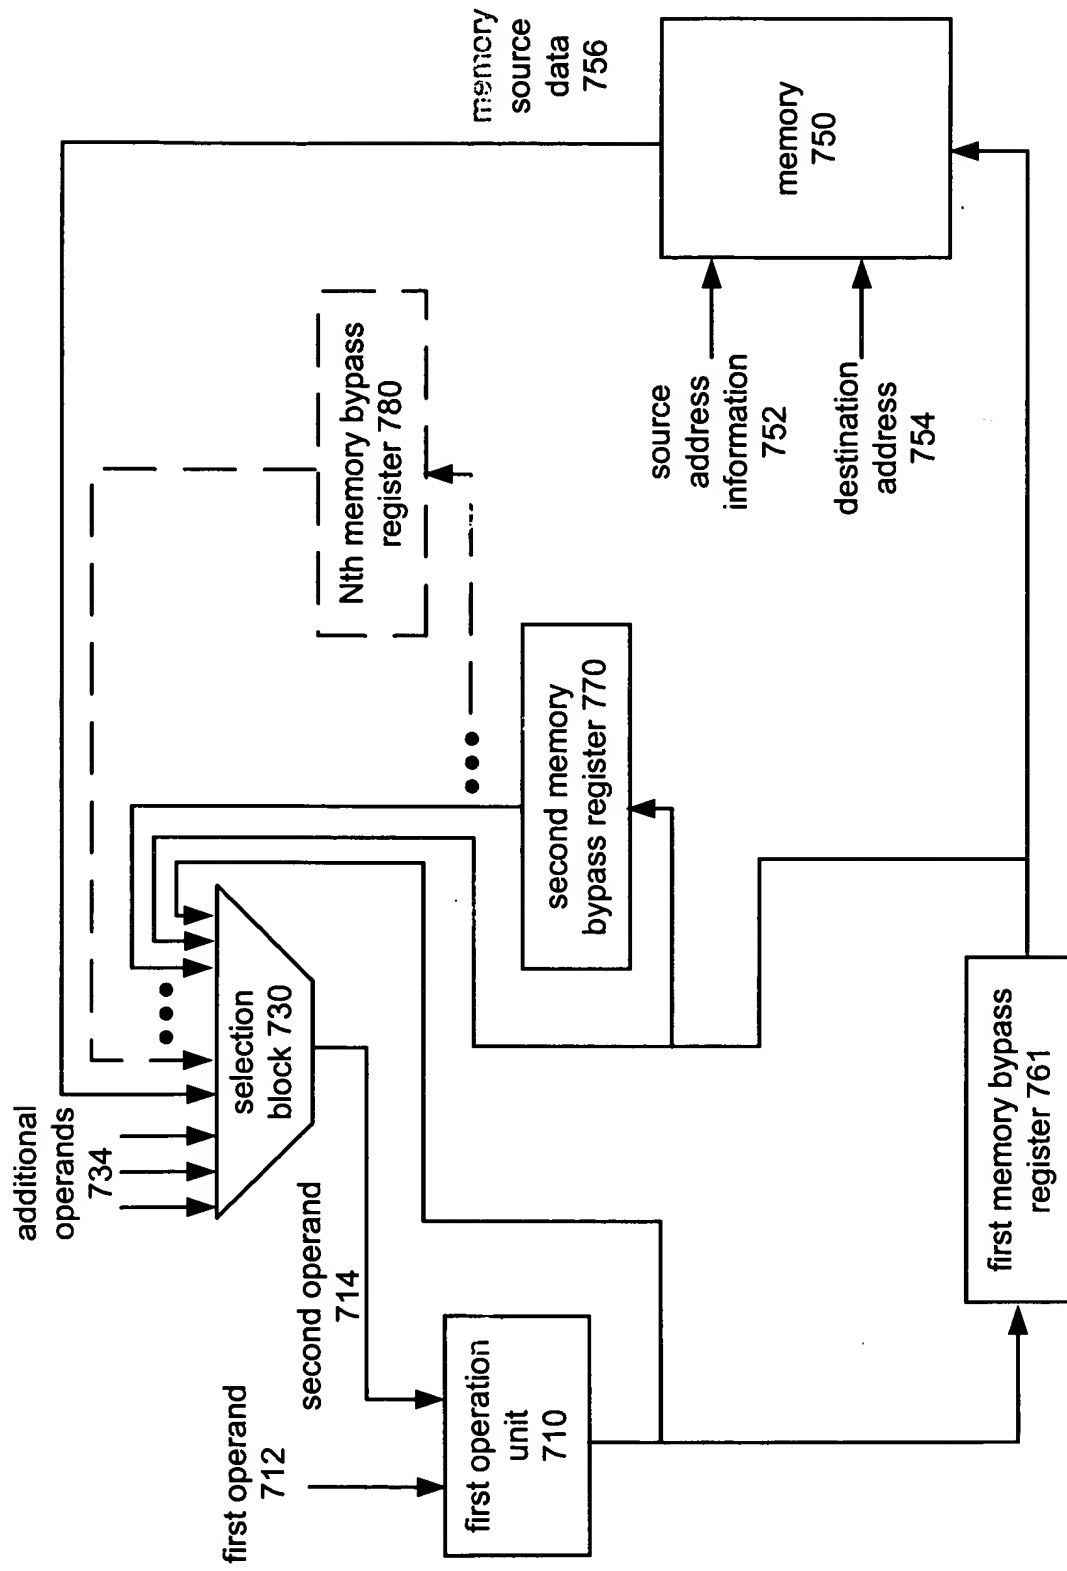 additional
operands
734
selection
block 730
first operand
712
second operand
714
first operation
unit
710
Nth memory bypass
register 780
second memory
bypass register 770
first memory bypass
register 761
memory
source
data
756
memory
750
source
address
information
752
destination
address
754